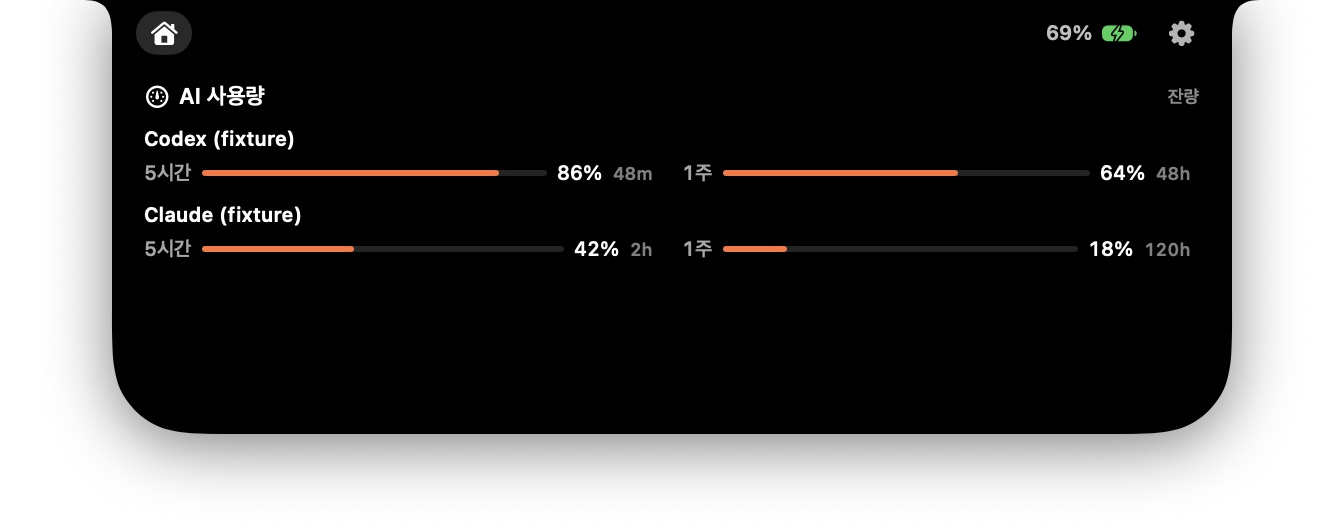 69%
AI 사용량 잔량
Codex (fixture)
5시간 86% 48m 1주 64% 48h
Claude (fixture)
5시간 42% 2h 1주 18% 120h